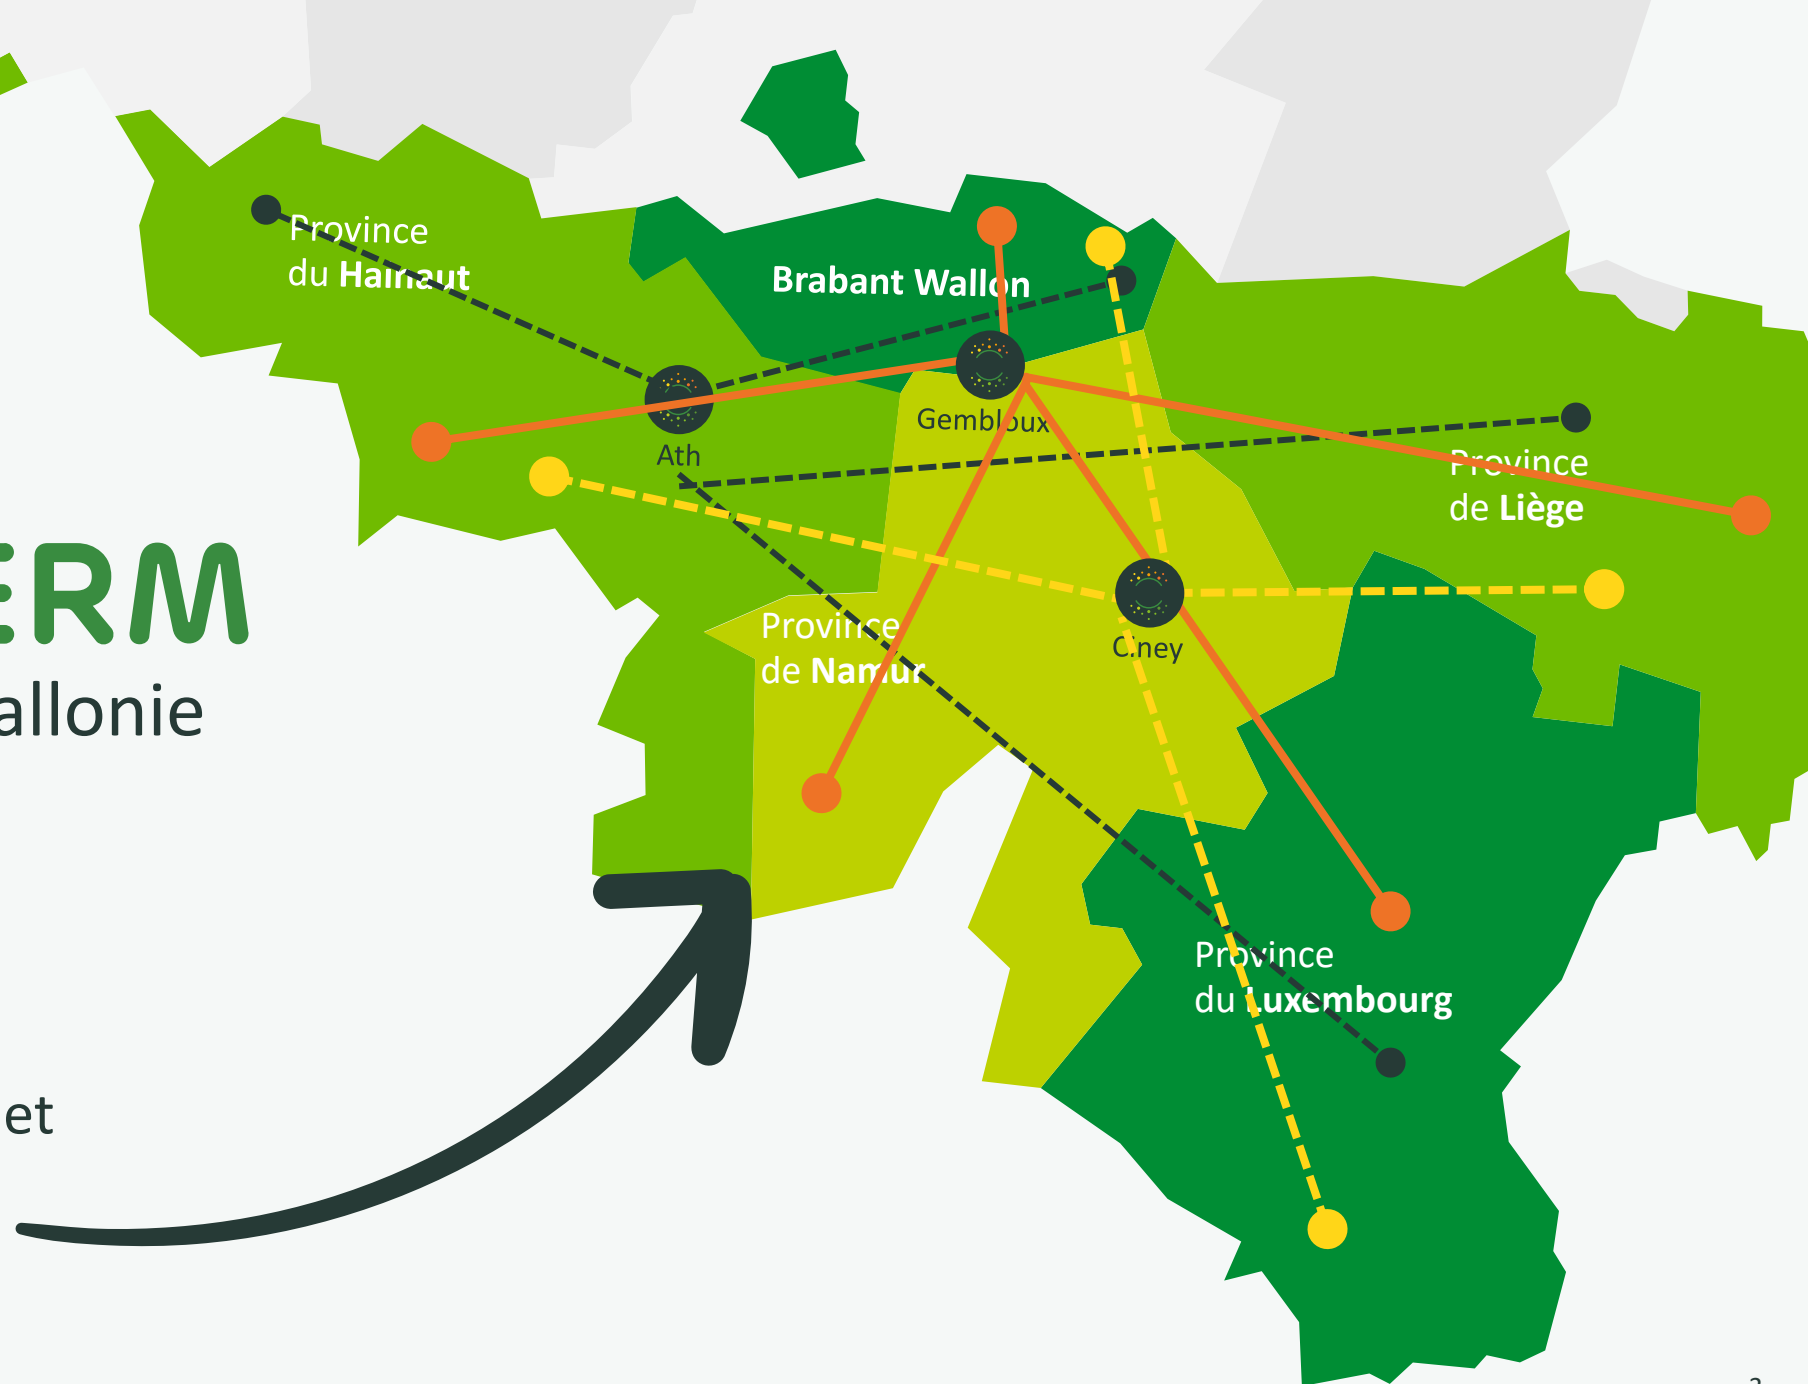 Province
du Hainaut
Brabant Wallon
Gembloux
Ath
Province
de Liège
ERM
allonie
Province
de Namur
Ciney
Province
du Luxembourg
et